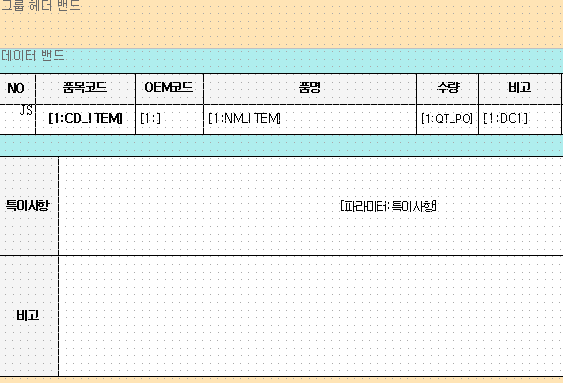 그룹 헤더 밴드
데이터 밴드
NO 품목코드 OEM코드 품명 수량 비고
JS [1:CD_ITEM] [1:] [1:NM_ITEM] [1:QT_PO] [1:DC1]
특이사항 [파라미터:특이사항]
비고